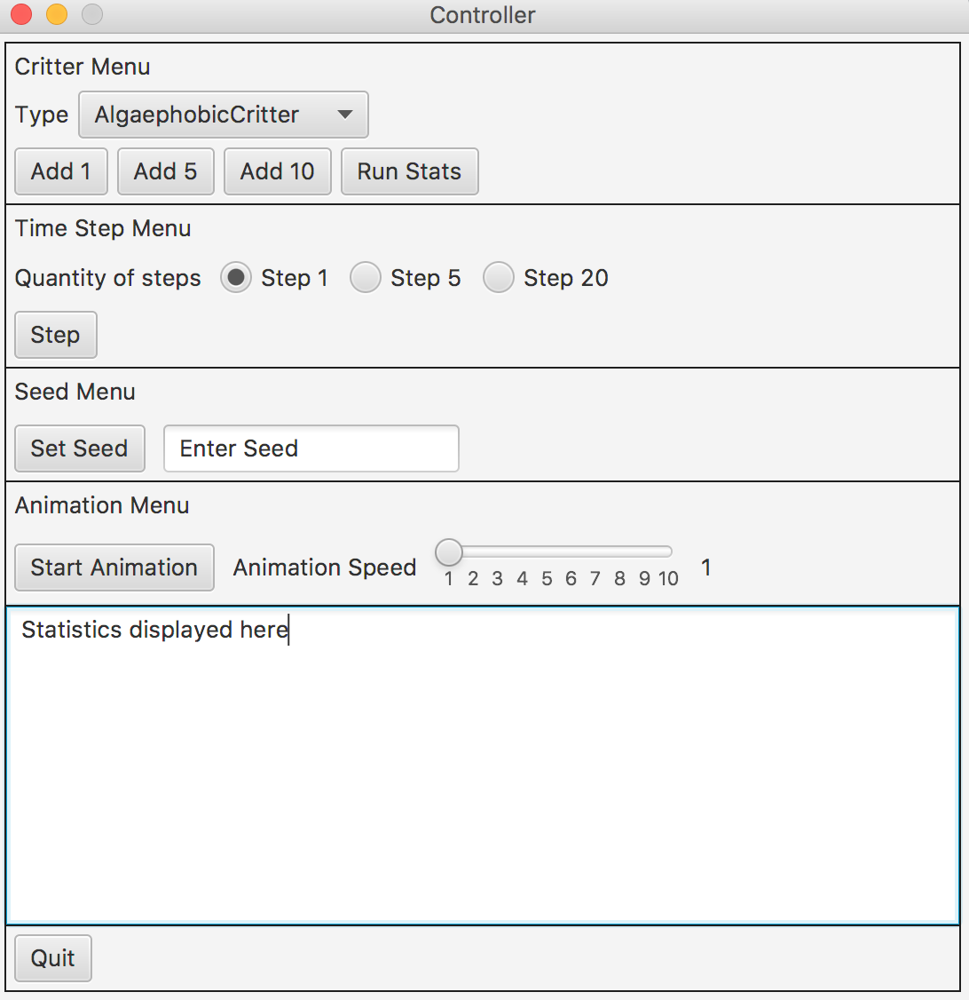 Controller
Critter Menu
Type AlgaephobicCritter
Add 1 Add 5 Add 10 Run Stats
Time Step Menu
Quantity of steps Step 1 Step 5 Step 20
Step
Seed Menu
Set Seed Enter Seed
Animation Menu
Start Animation Animation Speed 1
1 2 3 4 5 6 7 8 9 10
Statistics displayed here
Quit